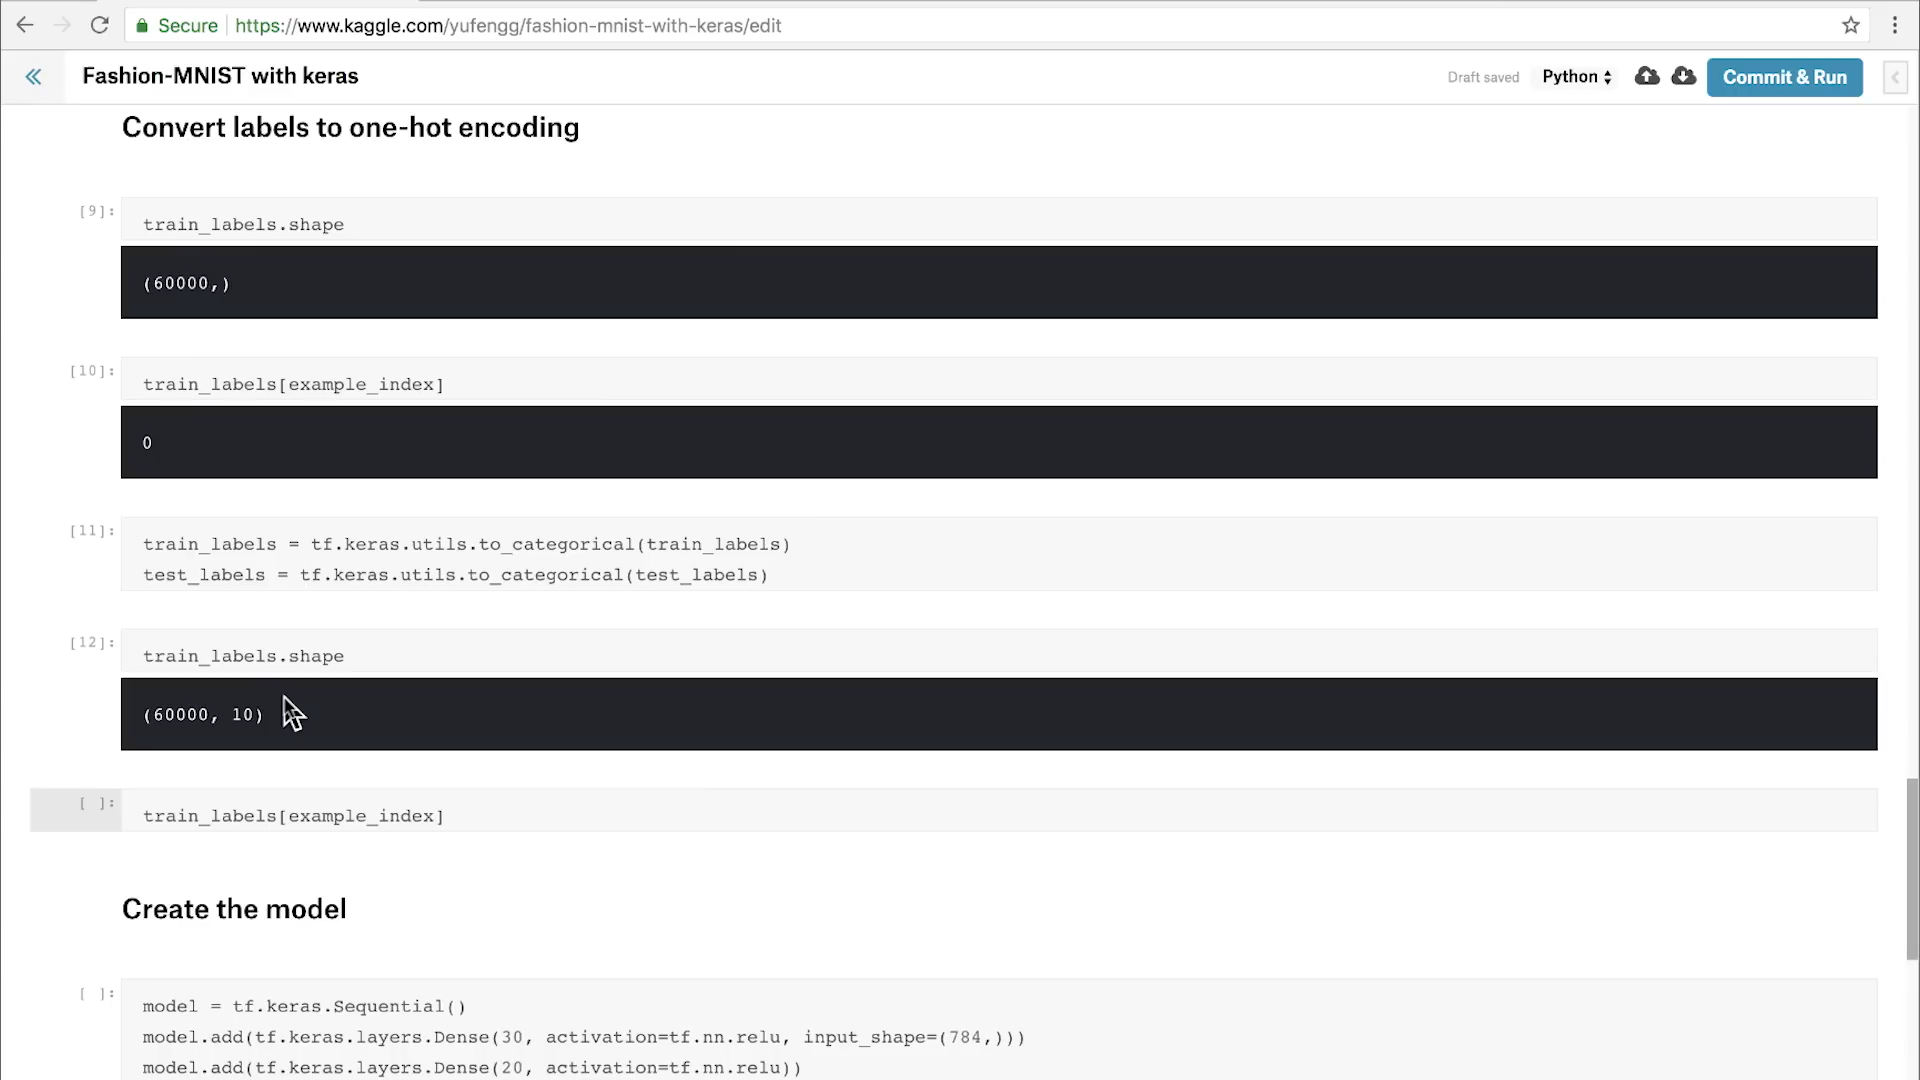 Secure https://www.kaggle.com/yufengg/fashion-mnist-with-keras/edit
Fashion-MNIST with keras
Draft saved
Python
Commit & Run
Convert labels to one-hot encoding
[9]:
train_labels.shape
(60000,)
[10]:
train_labels[example_index]
0
[11]:
train_labels = tf.keras.utils.to_categorical(train_labels)
test_labels = tf.keras.utils.to_categorical(test_labels)
[12]:
train_labels.shape
(60000, 10)
[ ]:
train_labels[example_index]
Create the model
[ ]:
model = tf.keras.Sequential()
model.add(tf.keras.layers.Dense(30, activation=tf.nn.relu, input_shape=(784,)))
model.add(tf.keras.layers.Dense(20, activation=tf.nn.relu))